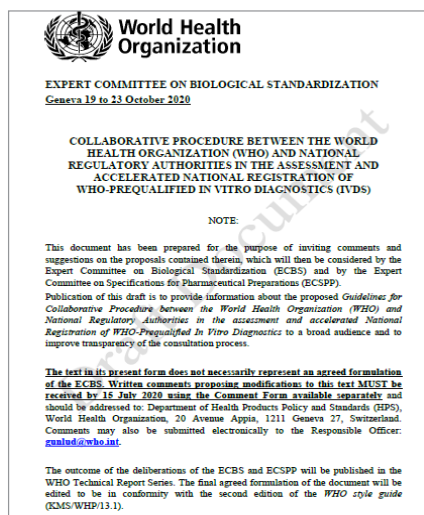 World Health
Organization
EXPERT COMMITTEE ON BIOLOGICAL STANDARDIZATION
Geneva 19 to 23 October 2020
COLLABORATIVE PROCEDURE BETWEEN THE WORLD
HEALTH ORGANIZATION (WHO) AND NATIONAL
REGULATORY AUTHORITIES IN THE ASSESSMENT AND
ACCELERATED NATIONAL REGISTRATION OF
WHO-PREQUALIFIED IN VITRO DIAGNOSTICS (IVDS)
NOTE:
This document has been prepared for the purpose of inviting comments and
suggestions on the proposals contained therein, which will then be considered by the
Expert Committee on Biological Standardization (ECBS) and by the Expert
Committee on Specifications for Pharmaceutical Preparations (ECSPP).
Publication of this draft is to provide information about the proposed Guidelines for
Collaborative Procedure between the World Health Organization (WHO) and
National Regulatory Authorities in the assessment and accelerated National
Registration of WHO-Prequalified In Vitro Diagnostics to a broad audience and to
improve transparency of the consultation process.
The text in its present form does not necessarily represent an agreed formulation
of the ECBS. Written comments proposing modifications to this text MUST be
received by 15 July 2020 using the Comment Form available separately and
should be addressed to: Department of Health Products Policy and Standards (HPS),
World Health Organization, 20 Avenue Appia, 1211 Geneva 27, Switzerland.
Comments may also be submitted electronically to the Responsible Officer:
gunlud@who.int.
The outcome of the deliberations of the ECBS and ECSPP will be published in the
WHO Technical Report Series. The final agreed formulation of the document will be
edited to be in conformity with the second edition of the WHO style guide
(KMS/WHP/13.1).
Draft Document